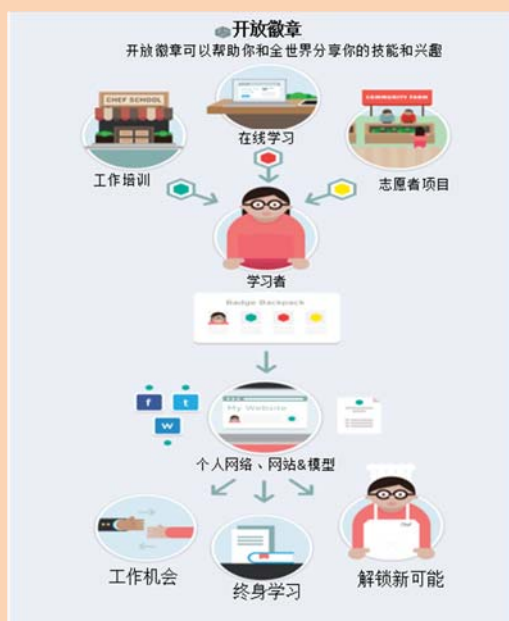 开放徽章
开放徽章可以帮助你和全世界分享你的技能和兴趣
CHEF SCHOOL
COMMUNITY FARM
在线学习
工作培训
志愿者项目
学习者
Badge Backpack
f
t
w
My Website
个人网络、网站&模型
Chef
工作机会
终身学习
解锁新可能